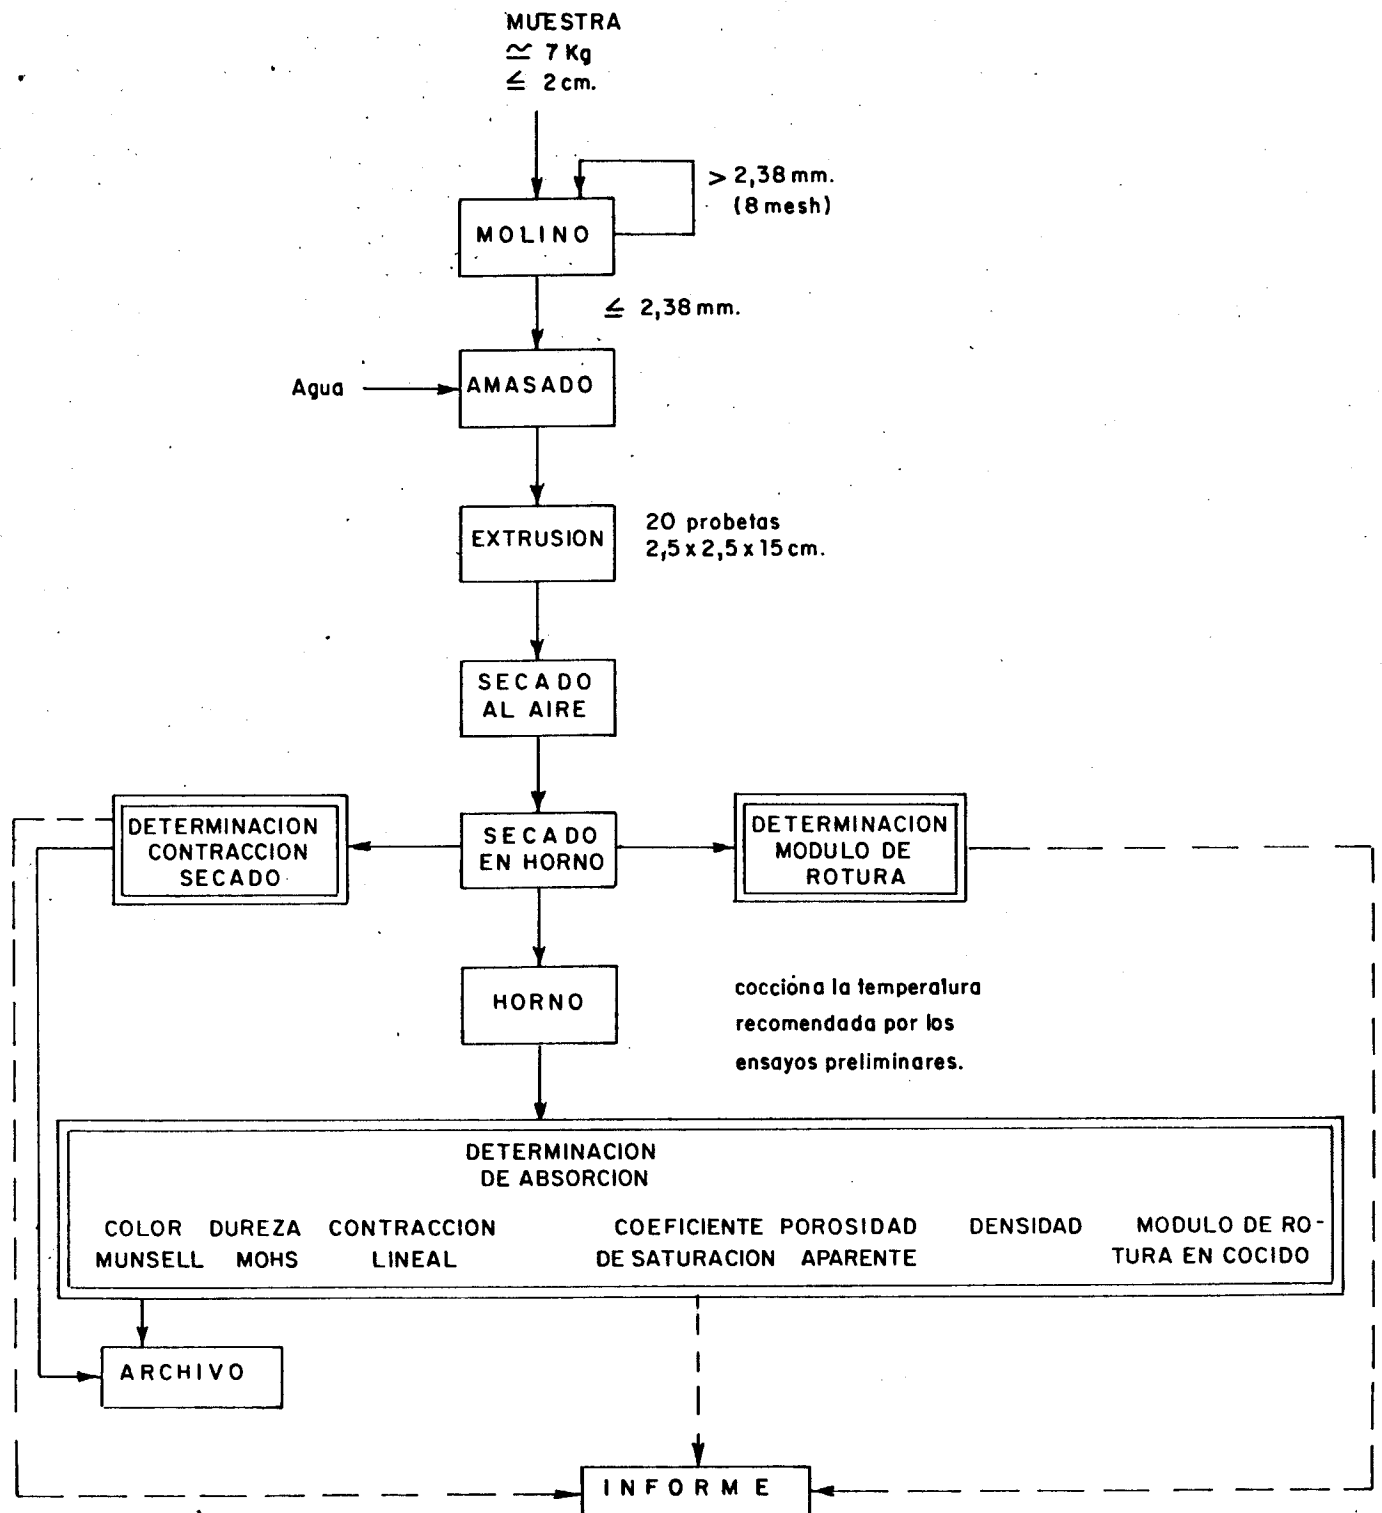 MUESTRA
≃ 7 Kg
≤ 2 cm.
> 2,38 mm.
(8 mesh)
MOLINO
≤ 2,38 mm.
Agua
AMASADO
EXTRUSION
20 probetas
2,5 x 2,5 x 15 cm.
SECADO
AL AIRE
DETERMINACION
CONTRACCION
SECADO
SECADO
EN HORNO
DETERMINACION
MODULO DE
ROTURA
HORNO
cocciòna la temperatura
recomendada por los
ensayos preliminares.
DETERMINACION
DE ABSORCION
COLOR
MUNSELL
DUREZA
MOHS
CONTRACCION
LINEAL
COEFICIENTE
DE SATURACION
POROSIDAD
APARENTE
DENSIDAD
MODULO DE RO-
TURA EN COCIDO
ARCHIVO
INFORME